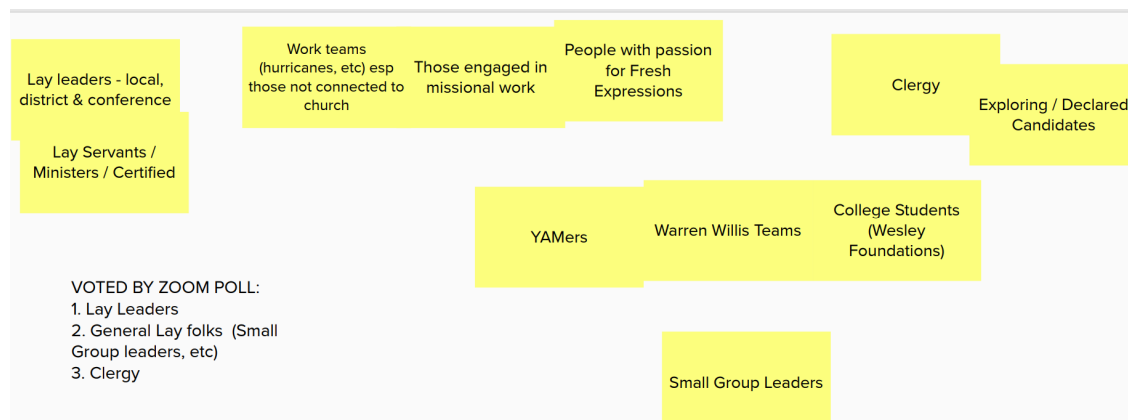 Lay leaders - local,
district & conference
Lay Servants /
Ministers / Certified
Work teams
(hurricanes, etc) esp
those not connected to
church
Those engaged in
missional work
People with passion
for Fresh
Expressions
Clergy
Exploring / Declared
Candidates
YAMers
Warren Willis Teams
College Students
(Wesley
Foundations)
VOTED BY ZOOM POLL:
1. Lay Leaders
2. General Lay folks (Small
Group leaders, etc)
3. Clergy
Small Group Leaders